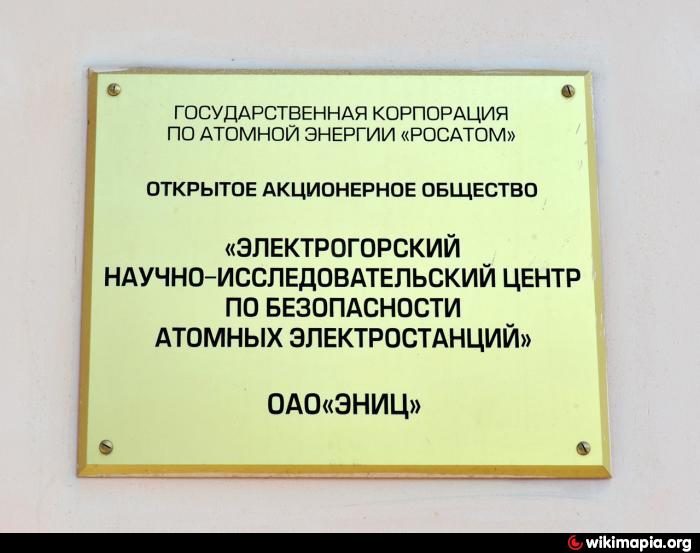 ГОСУДАРСТВЕННАЯ КОРПОРАЦИЯ
ПО АТОМНОЙ ЭНЕРГИИ «РОСАТОМ»
ОТКРЫТОЕ АКЦИОНЕРНОЕ ОБЩЕСТВО
«ЭЛЕКТРОГОРСКИЙ
НАУЧНО-ИССЛЕДОВАТЕЛЬСКИЙ ЦЕНТР
ПО БЕЗОПАСНОСТИ
АТОМНЫХ ЭЛЕКТРОСТАНЦИЙ»
ОАО«ЭНИЦ»
wikimapia.org